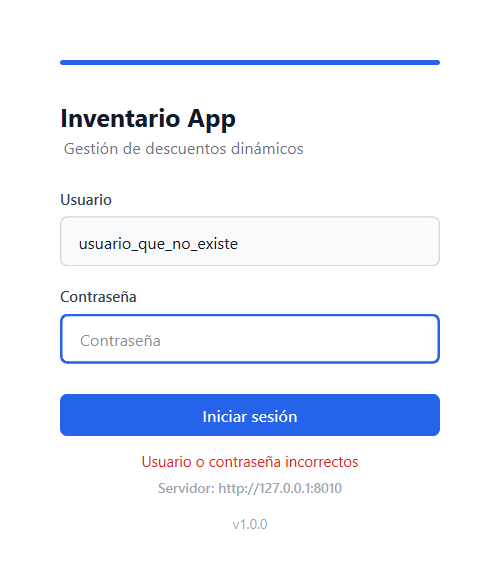 Inventario App
Gestión de descuentos dinámicos
Usuario
usuario_que_no_existe
Contraseña
Contraseña
Iniciar sesión
Usuario o contraseña incorrectos
Servidor: http://127.0.0.1:8010
v1.0.0